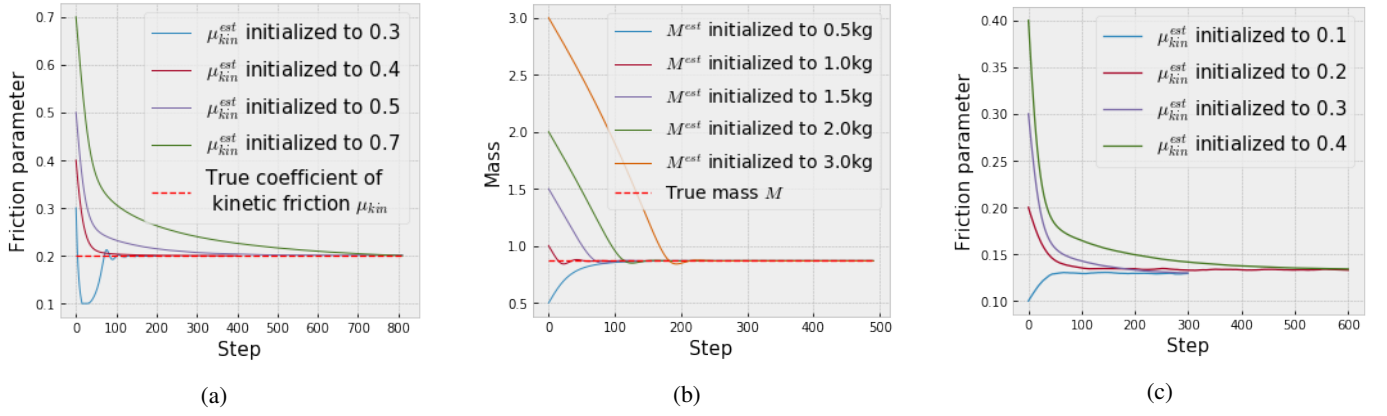 0.7
0.6
0.5
0.4
0.3
0.2
0.1
Friction parameter
μ_kin^est initialized to 0.3
μ_kin^est initialized to 0.4
μ_kin^est initialized to 0.5
μ_kin^est initialized to 0.7
True coefficient of
kinetic friction μ_kin
0 100 200 300 400 500 600 700 800
Step
(a)
3.0
2.5
2.0
1.5
1.0
0.5
Mass
M^est initialized to 0.5kg
M^est initialized to 1.0kg
M^est initialized to 1.5kg
M^est initialized to 2.0kg
M^est initialized to 3.0kg
True mass M
0 100 200 300 400 500
Step
(b)
0.40
0.35
0.30
0.25
0.20
0.15
0.10
Friction parameter
μ_kin^est initialized to 0.1
μ_kin^est initialized to 0.2
μ_kin^est initialized to 0.3
μ_kin^est initialized to 0.4
0 100 200 300 400 500 600
Step
(c)